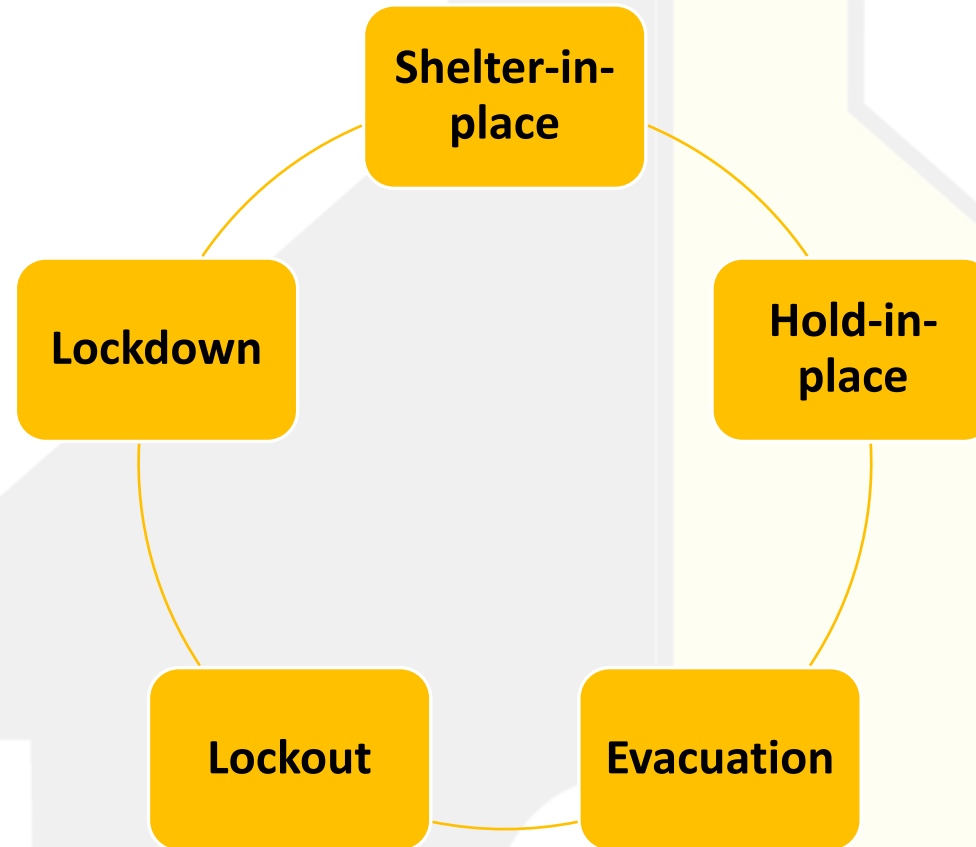 Shelter-in-
place
Hold-in-
place
Lockdown
Lockout
Evacuation